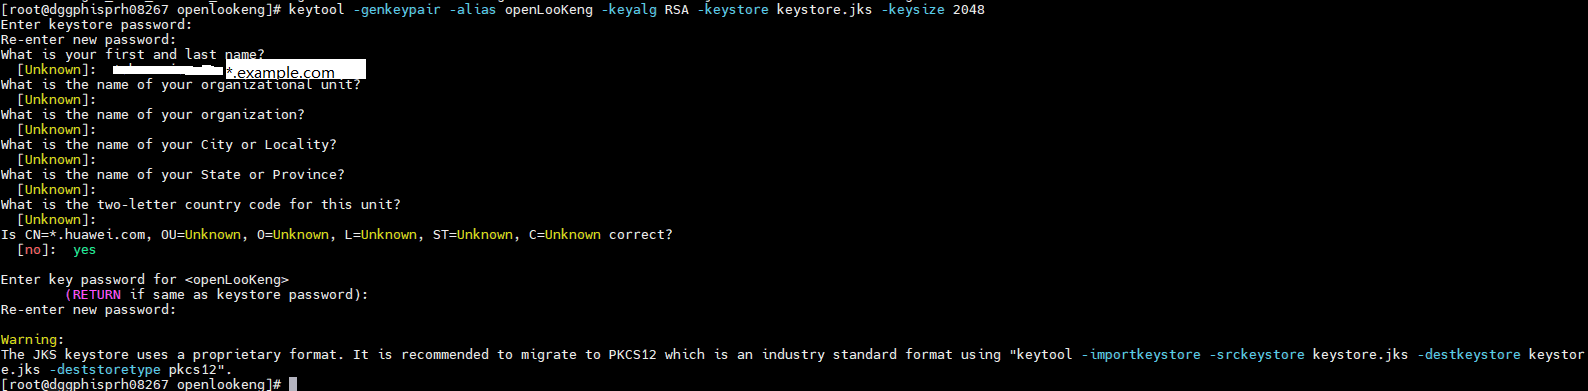 [root@dggphisprh08267 openlookeng]# keytool -genkeypair -alias openLooKeng -keyalg RSA -keystore keystore.jks -keysize 2048
Enter keystore password:
Re-enter new password:
What is your first and last name?
[Unknown]: *.example.com
What is the name of your organizational unit?
[Unknown]:
What is the name of your organization?
[Unknown]:
What is the name of your City or Locality?
[Unknown]:
What is the name of your State or Province?
[Unknown]:
What is the two-letter country code for this unit?
[Unknown]:
Is CN=*.huawei.com, OU=Unknown, O=Unknown, L=Unknown, ST=Unknown, C=Unknown correct?
[no]: yes
Enter key password for <openLooKeng>
(RETURN if same as keystore password):
Re-enter new password:
Warning:
The JKS keystore uses a proprietary format. It is recommended to migrate to PKCS12 which is an industry standard format using "keytool -importkeystore -srckeystore keystore.jks -destkeystore keystor
e.jks -deststoretype pkcs12".
[root@dggphisprh08267 openlookeng]#